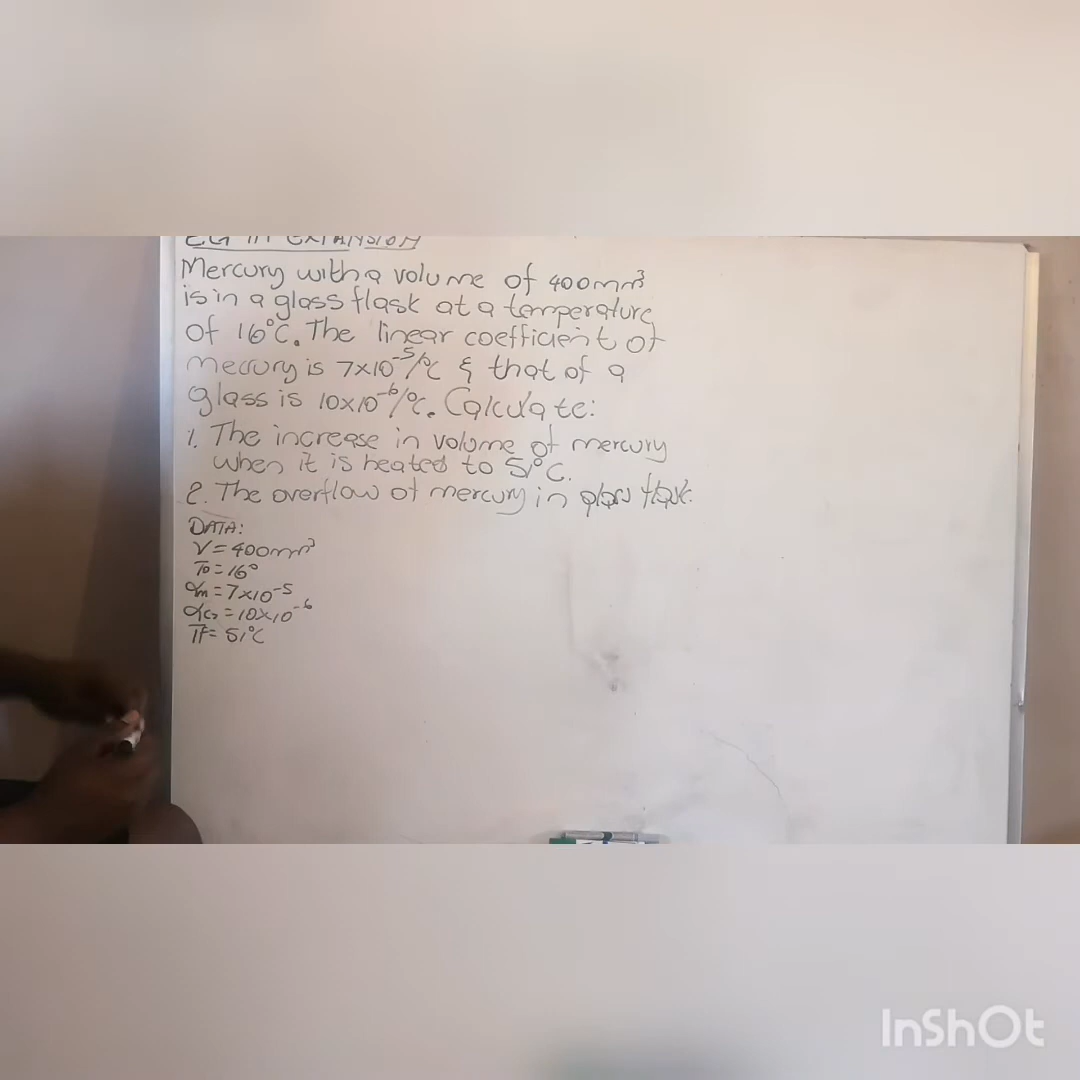 EXPANSION
Mercury with a volume of 400mm³
is in a glass flask at a temperature
of 16°C. The linear coefficient of
mercury is 7×10⁻⁵/°C & that of a
glass is 10×10⁻⁶/°C. Calculate:
1. The increase in volume of mercury
when it is heated to 51°C.
2. The overflow of mercury in glass flask.
DATA:
V = 400mm³
To = 16°
αm = 7×10⁻⁵
αG = 10×10⁻⁶
Tf = 51°C
InShOt